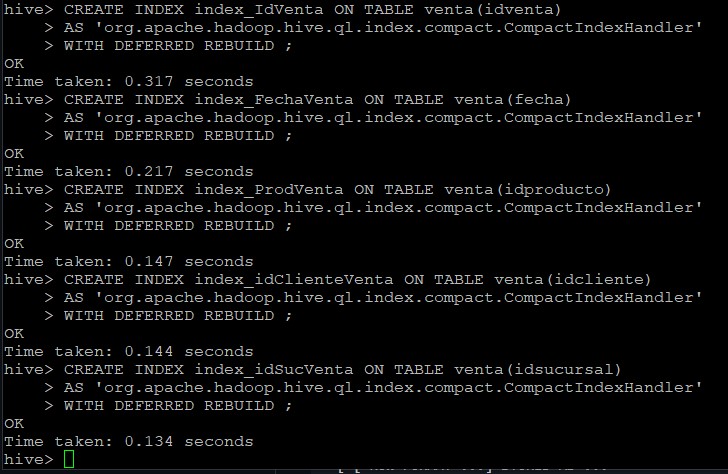 hive> CREATE INDEX index_IdVenta ON TABLE venta(idventa)
    > AS 'org.apache.hadoop.hive.ql.index.compact.CompactIndexHandler'
    > WITH DEFERRED REBUILD ;
OK
Time taken: 0.317 seconds
hive> CREATE INDEX index_FechaVenta ON TABLE venta(fecha)
    > AS 'org.apache.hadoop.hive.ql.index.compact.CompactIndexHandler'
    > WITH DEFERRED REBUILD ;
OK
Time taken: 0.217 seconds
hive> CREATE INDEX index_ProdVenta ON TABLE venta(idproducto)
    > AS 'org.apache.hadoop.hive.ql.index.compact.CompactIndexHandler'
    > WITH DEFERRED REBUILD ;
OK
Time taken: 0.147 seconds
hive> CREATE INDEX index_idClienteVenta ON TABLE venta(idcliente)
    > AS 'org.apache.hadoop.hive.ql.index.compact.CompactIndexHandler'
    > WITH DEFERRED REBUILD ;
OK
Time taken: 0.144 seconds
hive> CREATE INDEX index_idSucVenta ON TABLE venta(idsucursal)
    > AS 'org.apache.hadoop.hive.ql.index.compact.CompactIndexHandler'
    > WITH DEFERRED REBUILD ;
OK
Time taken: 0.134 seconds
hive>